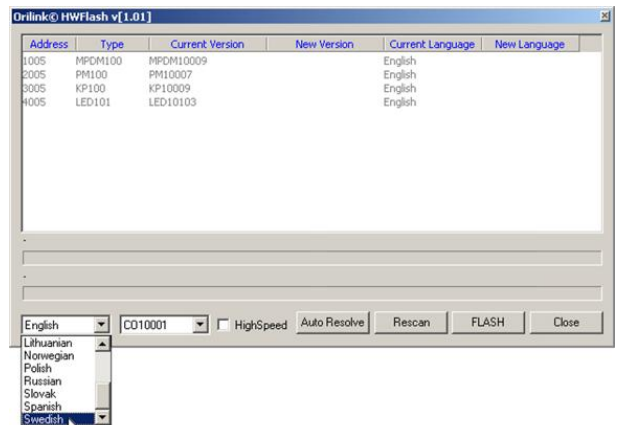 Orilink© HWFlash v[1.01]
Address Type Current Version New Version Current Language New Language
1005 MPDM100 MPDM10009 English
2005 PM100 PM10007 English
3005 KP100 KP10009 English
4005 LED101 LED10103 English
-
-
English CO10001 HighSpeed Auto Resolve Rescan FLASH Close
Lithuanian
Norwegian
Polish
Russian
Slovak
Spanish
Swedish